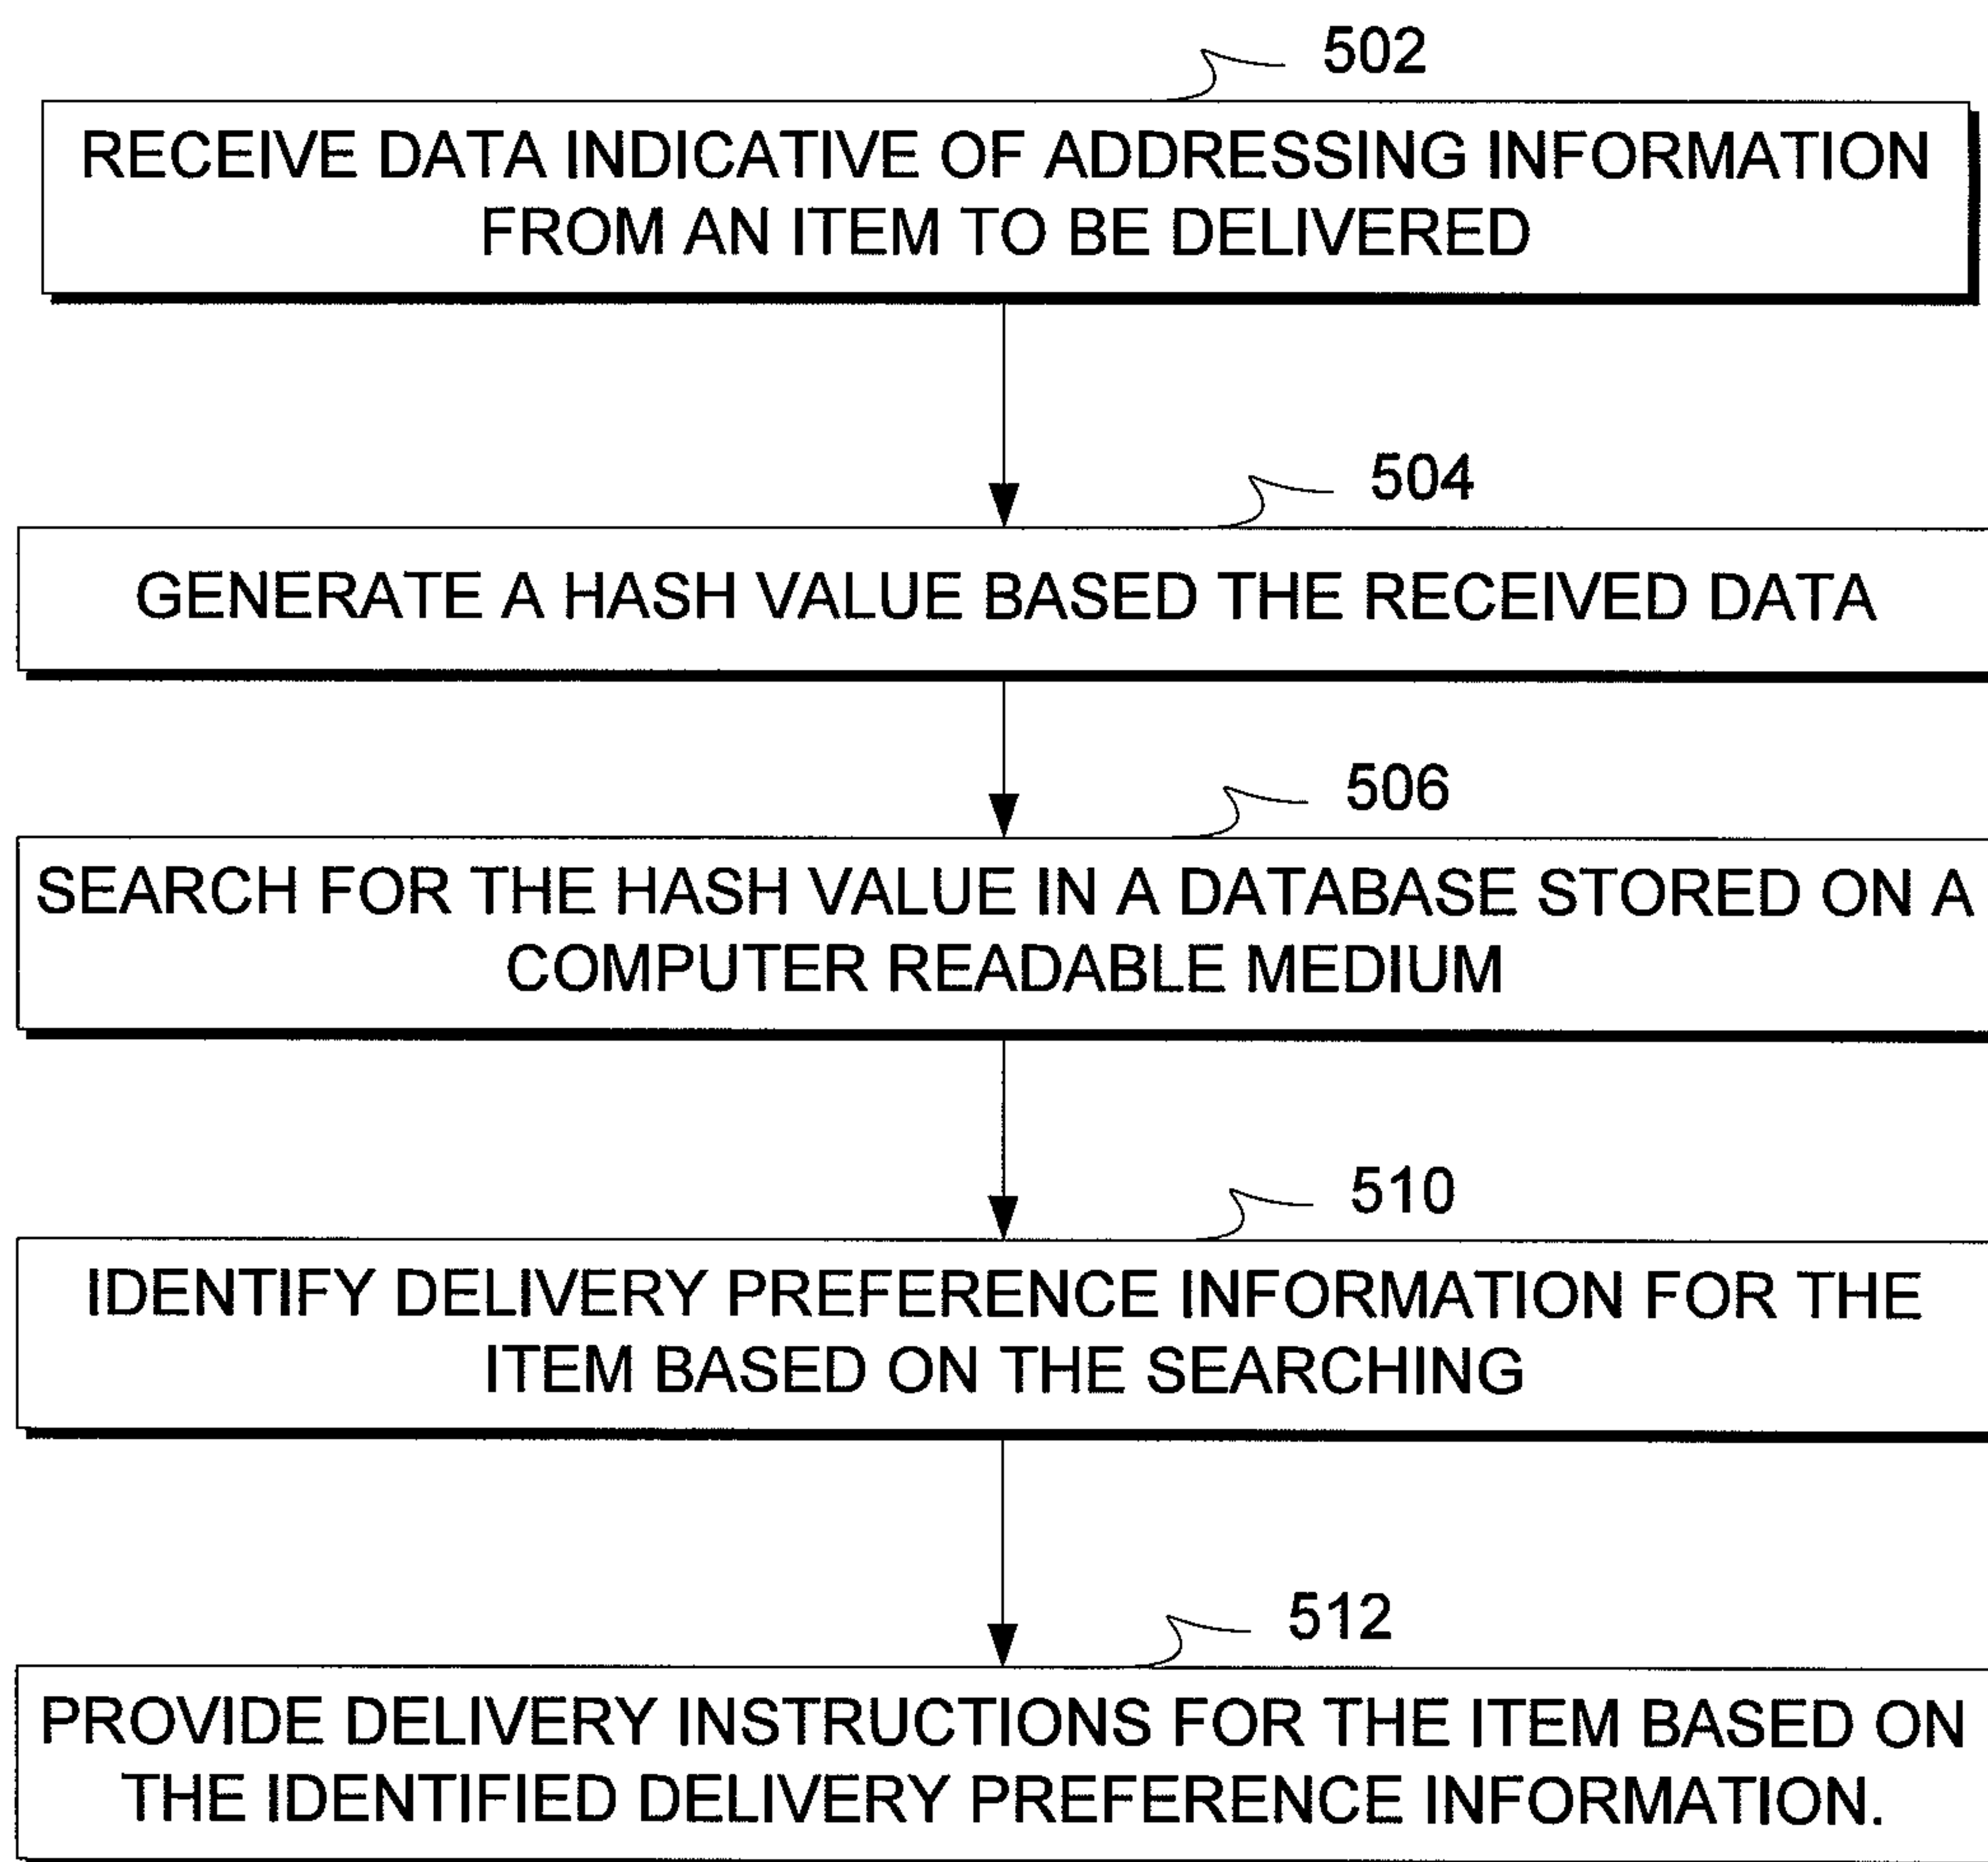 502
RECEIVE DATA INDICATIVE OF ADDRESSING INFORMATION
FROM AN ITEM TO BE DELIVERED
504
GENERATE A HASH VALUE BASED THE RECEIVED DATA
506
SEARCH FOR THE HASH VALUE IN A DATABASE STORED ON A
COMPUTER READABLE MEDIUM
510
IDENTIFY DELIVERY PREFERENCE INFORMATION FOR THE
ITEM BASED ON THE SEARCHING
512
PROVIDE DELIVERY INSTRUCTIONS FOR THE ITEM BASED ON
THE IDENTIFIED DELIVERY PREFERENCE INFORMATION.